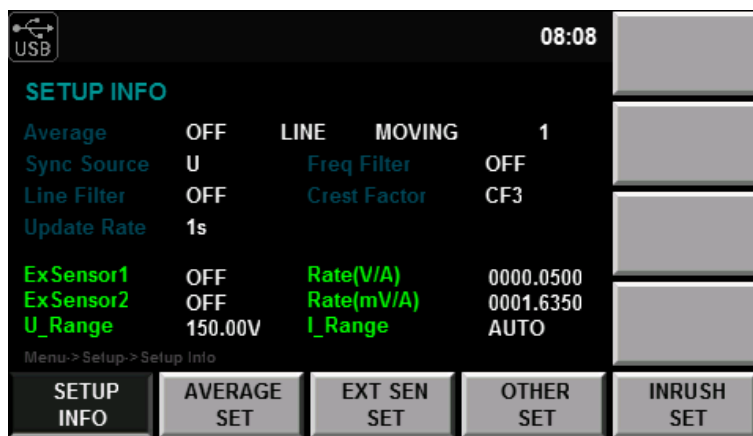 USB 08:08
SETUP INFO
Average OFF LINE MOVING 1
Sync Source U Freq Filter OFF
Line Filter OFF Crest Factor CF3
Update Rate 1s
ExSensor1 OFF Rate(V/A) 0000.0500
ExSensor2 OFF Rate(mV/A) 0001.6350
U_Range 150.00V I_Range AUTO
Menu->Setup->Setup Info
SETUP INFO
AVERAGE SET
EXT SEN SET
OTHER SET
INRUSH SET